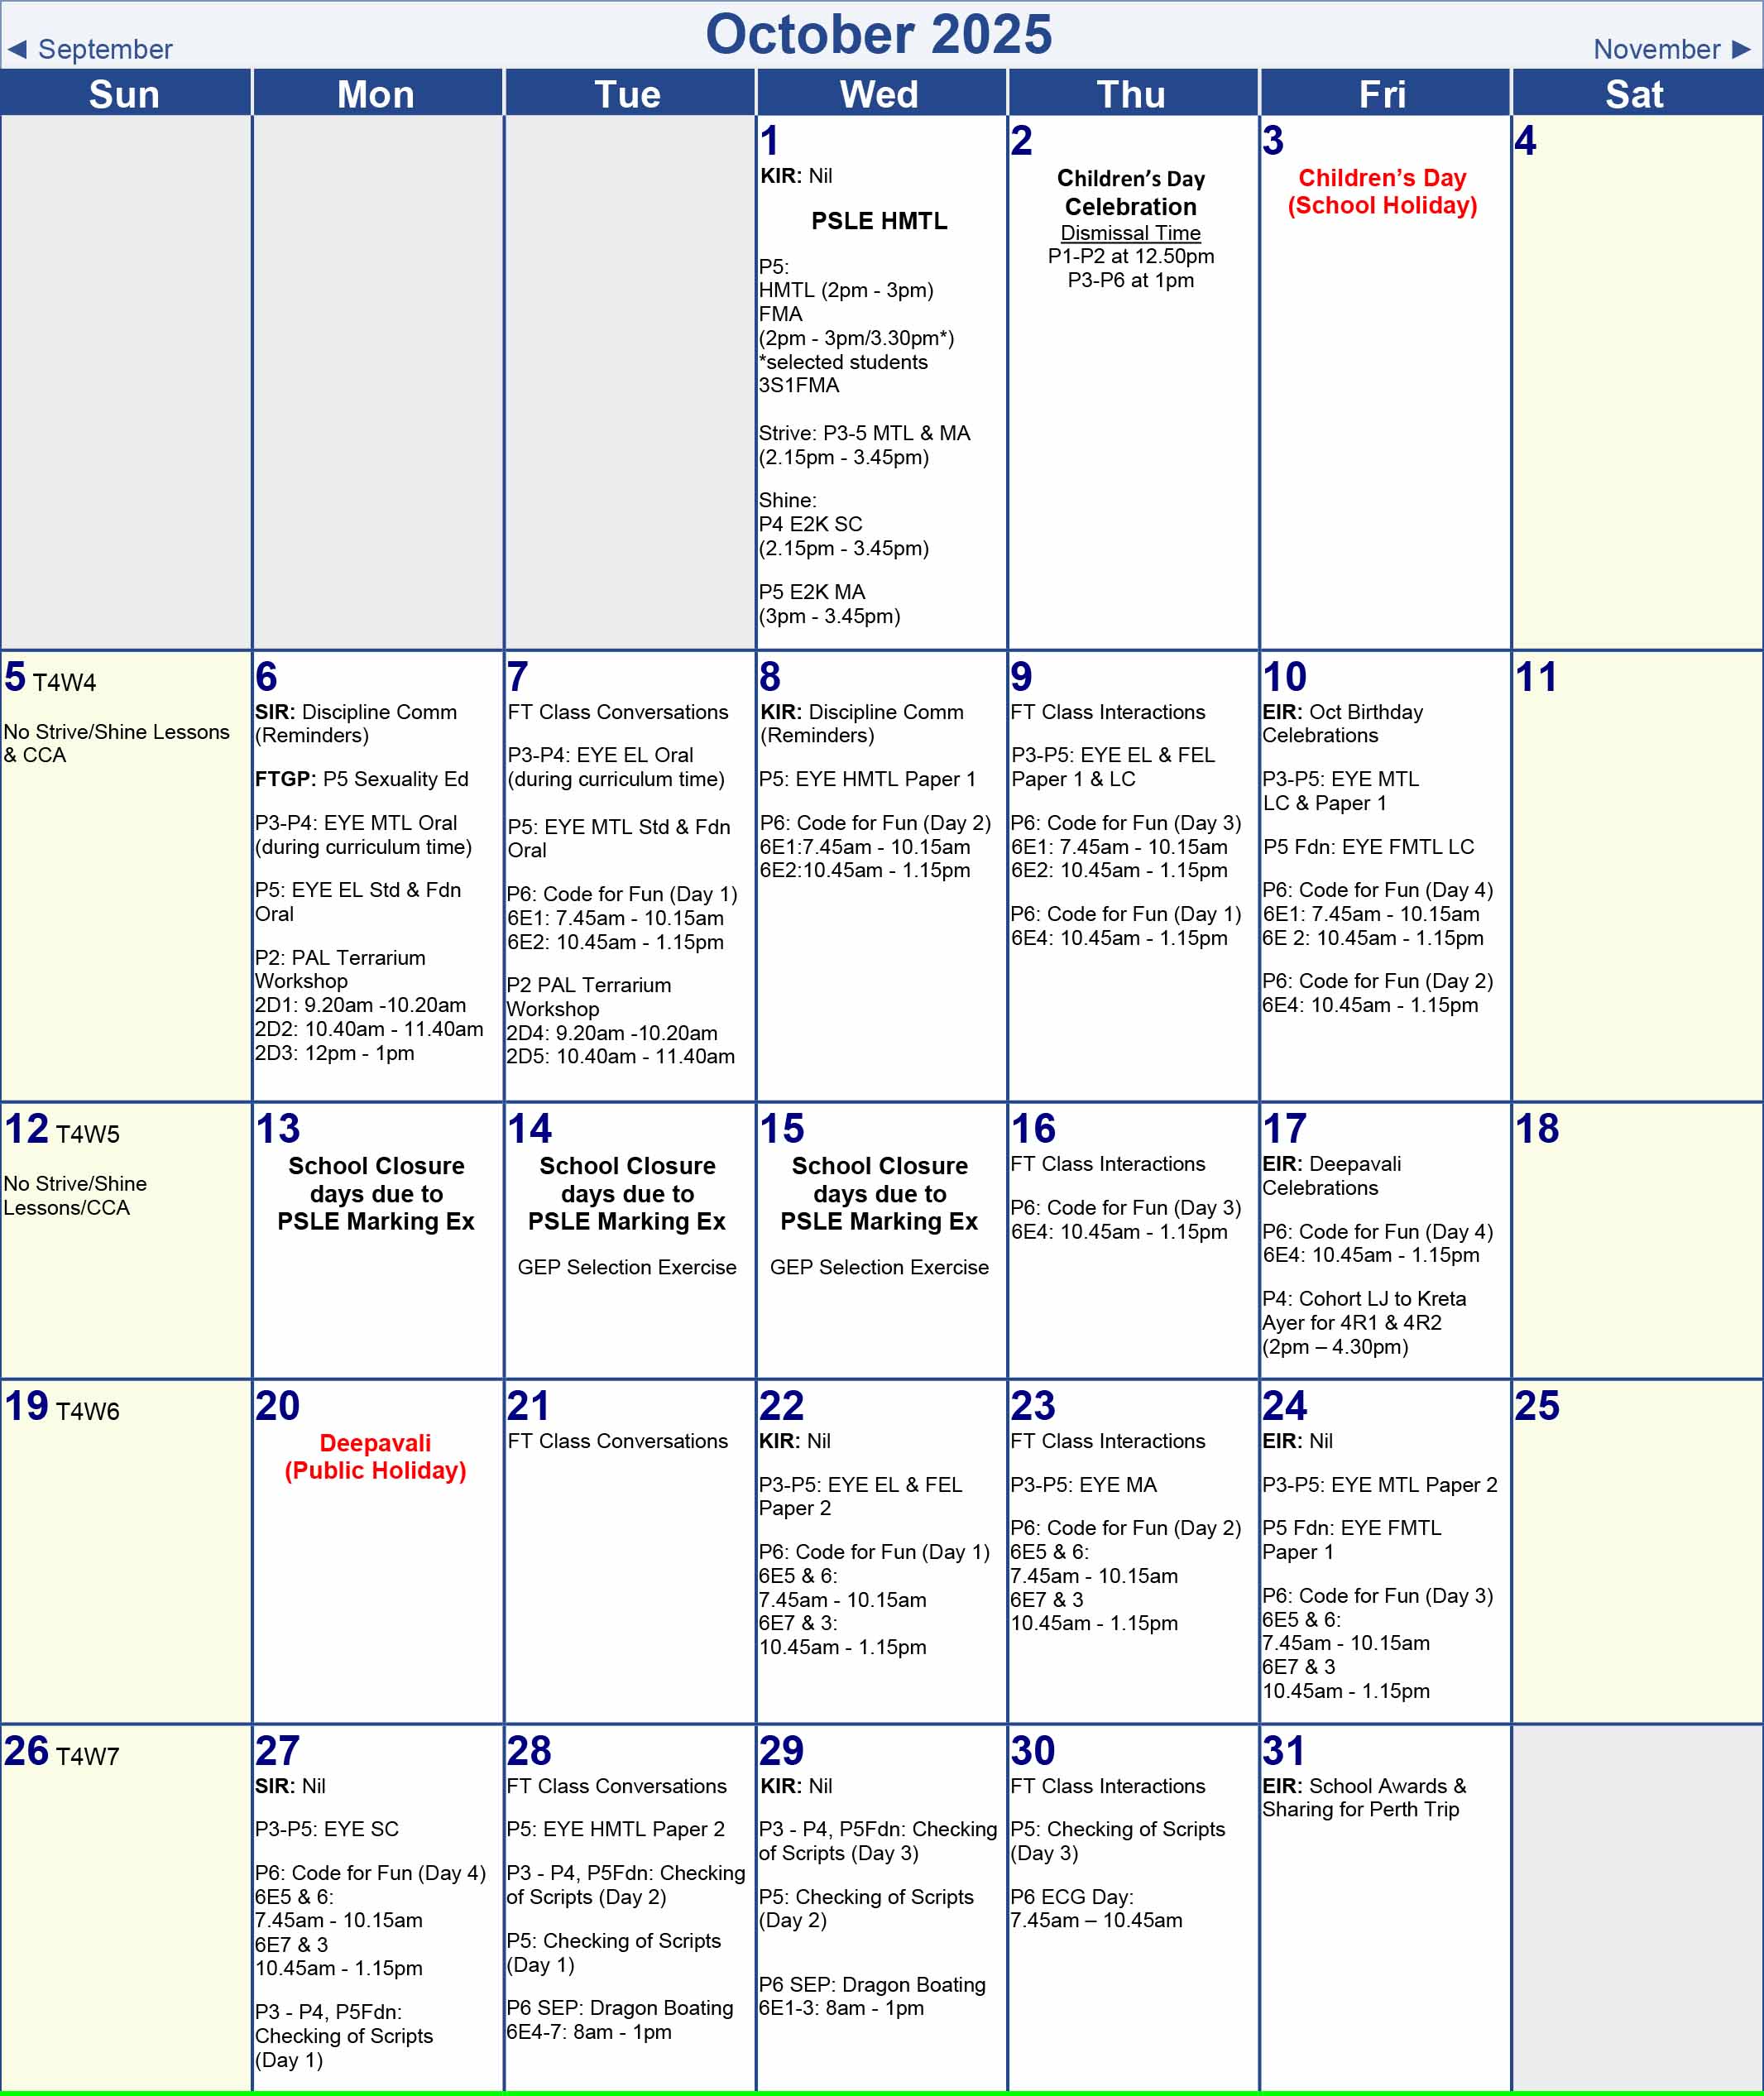 ◄ September
October 2025
November ►
Sun
Mon
Tue
Wed
Thu
Fri
Sat
1
KIR: Nil
PSLE HMTL
P5:
HMTL (2pm - 3pm)
FMA
(2pm - 3pm/3.30pm*)
*selected students
3S1FMA
Strive: P3-5 MTL & MA
(2.15pm - 3.45pm)
Shine:
P4 E2K SC
(2.15pm - 3.45pm)
P5 E2K MA
(3pm - 3.45pm)
2
Children’s Day
Celebration
Dismissal Time
P1-P2 at 12.50pm
P3-P6 at 1pm
3
Children’s Day
(School Holiday)
4
5 T4W4
No Strive/Shine Lessons
& CCA
6
SIR: Discipline Comm
(Reminders)
FTGP: P5 Sexuality Ed
P3-P4: EYE MTL Oral
(during curriculum time)
P5: EYE EL Std & Fdn
Oral
P2: PAL Terrarium
Workshop
2D1: 9.20am -10.20am
2D2: 10.40am - 11.40am
2D3: 12pm - 1pm
7
FT Class Conversations
P3-P4: EYE EL Oral
(during curriculum time)
P5: EYE MTL Std & Fdn
Oral
P6: Code for Fun (Day 1)
6E1: 7.45am - 10.15am
6E2: 10.45am - 1.15pm
P2 PAL Terrarium
Workshop
2D4: 9.20am -10.20am
2D5: 10.40am - 11.40am
8
KIR: Discipline Comm
(Reminders)
P5: EYE HMTL Paper 1
P6: Code for Fun (Day 2)
6E1:7.45am - 10.15am
6E2:10.45am - 1.15pm
9
FT Class Interactions
P3-P5: EYE EL & FEL
Paper 1 & LC
P6: Code for Fun (Day 3)
6E1: 7.45am - 10.15am
6E2: 10.45am - 1.15pm
P6: Code for Fun (Day 1)
6E4: 10.45am - 1.15pm
10
EIR: Oct Birthday
Celebrations
P3-P5: EYE MTL
LC & Paper 1
P5 Fdn: EYE FMTL LC
P6: Code for Fun (Day 4)
6E1: 7.45am - 10.15am
6E 2: 10.45am - 1.15pm
P6: Code for Fun (Day 2)
6E4: 10.45am - 1.15pm
11
12 T4W5
No Strive/Shine
Lessons/CCA
13
School Closure
days due to
PSLE Marking Ex
14
School Closure
days due to
PSLE Marking Ex
GEP Selection Exercise
15
School Closure
days due to
PSLE Marking Ex
GEP Selection Exercise
16
FT Class Interactions
P6: Code for Fun (Day 3)
6E4: 10.45am - 1.15pm
17
EIR: Deepavali
Celebrations
P6: Code for Fun (Day 4)
6E4: 10.45am - 1.15pm
P4: Cohort LJ to Kreta
Ayer for 4R1 & 4R2
(2pm – 4.30pm)
18
19 T4W6
20
Deepavali
(Public Holiday)
21
FT Class Conversations
22
KIR: Nil
P3-P5: EYE EL & FEL
Paper 2
P6: Code for Fun (Day 1)
6E5 & 6:
7.45am - 10.15am
6E7 & 3:
10.45am - 1.15pm
23
FT Class Interactions
P3-P5: EYE MA
P6: Code for Fun (Day 2)
6E5 & 6:
7.45am - 10.15am
6E7 & 3
10.45am - 1.15pm
24
EIR: Nil
P3-P5: EYE MTL Paper 2
P5 Fdn: EYE FMTL
Paper 1
P6: Code for Fun (Day 3)
6E5 & 6:
7.45am - 10.15am
6E7 & 3
10.45am - 1.15pm
25
26 T4W7
27
SIR: Nil
P3-P5: EYE SC
P6: Code for Fun (Day 4)
6E5 & 6:
7.45am - 10.15am
6E7 & 3
10.45am - 1.15pm
P3 - P4, P5Fdn:
Checking of Scripts
(Day 1)
28
FT Class Conversations
P5: EYE HMTL Paper 2
P3 - P4, P5Fdn: Checking
of Scripts (Day 2)
P5: Checking of Scripts
(Day 1)
P6 SEP: Dragon Boating
6E4-7: 8am - 1pm
29
KIR: Nil
P3 - P4, P5Fdn: Checking
of Scripts (Day 3)
P5: Checking of Scripts
(Day 2)
P6 SEP: Dragon Boating
6E1-3: 8am - 1pm
30
FT Class Interactions
P5: Checking of Scripts
(Day 3)
P6 ECG Day:
7.45am – 10.45am
31
EIR: School Awards &
Sharing for Perth Trip